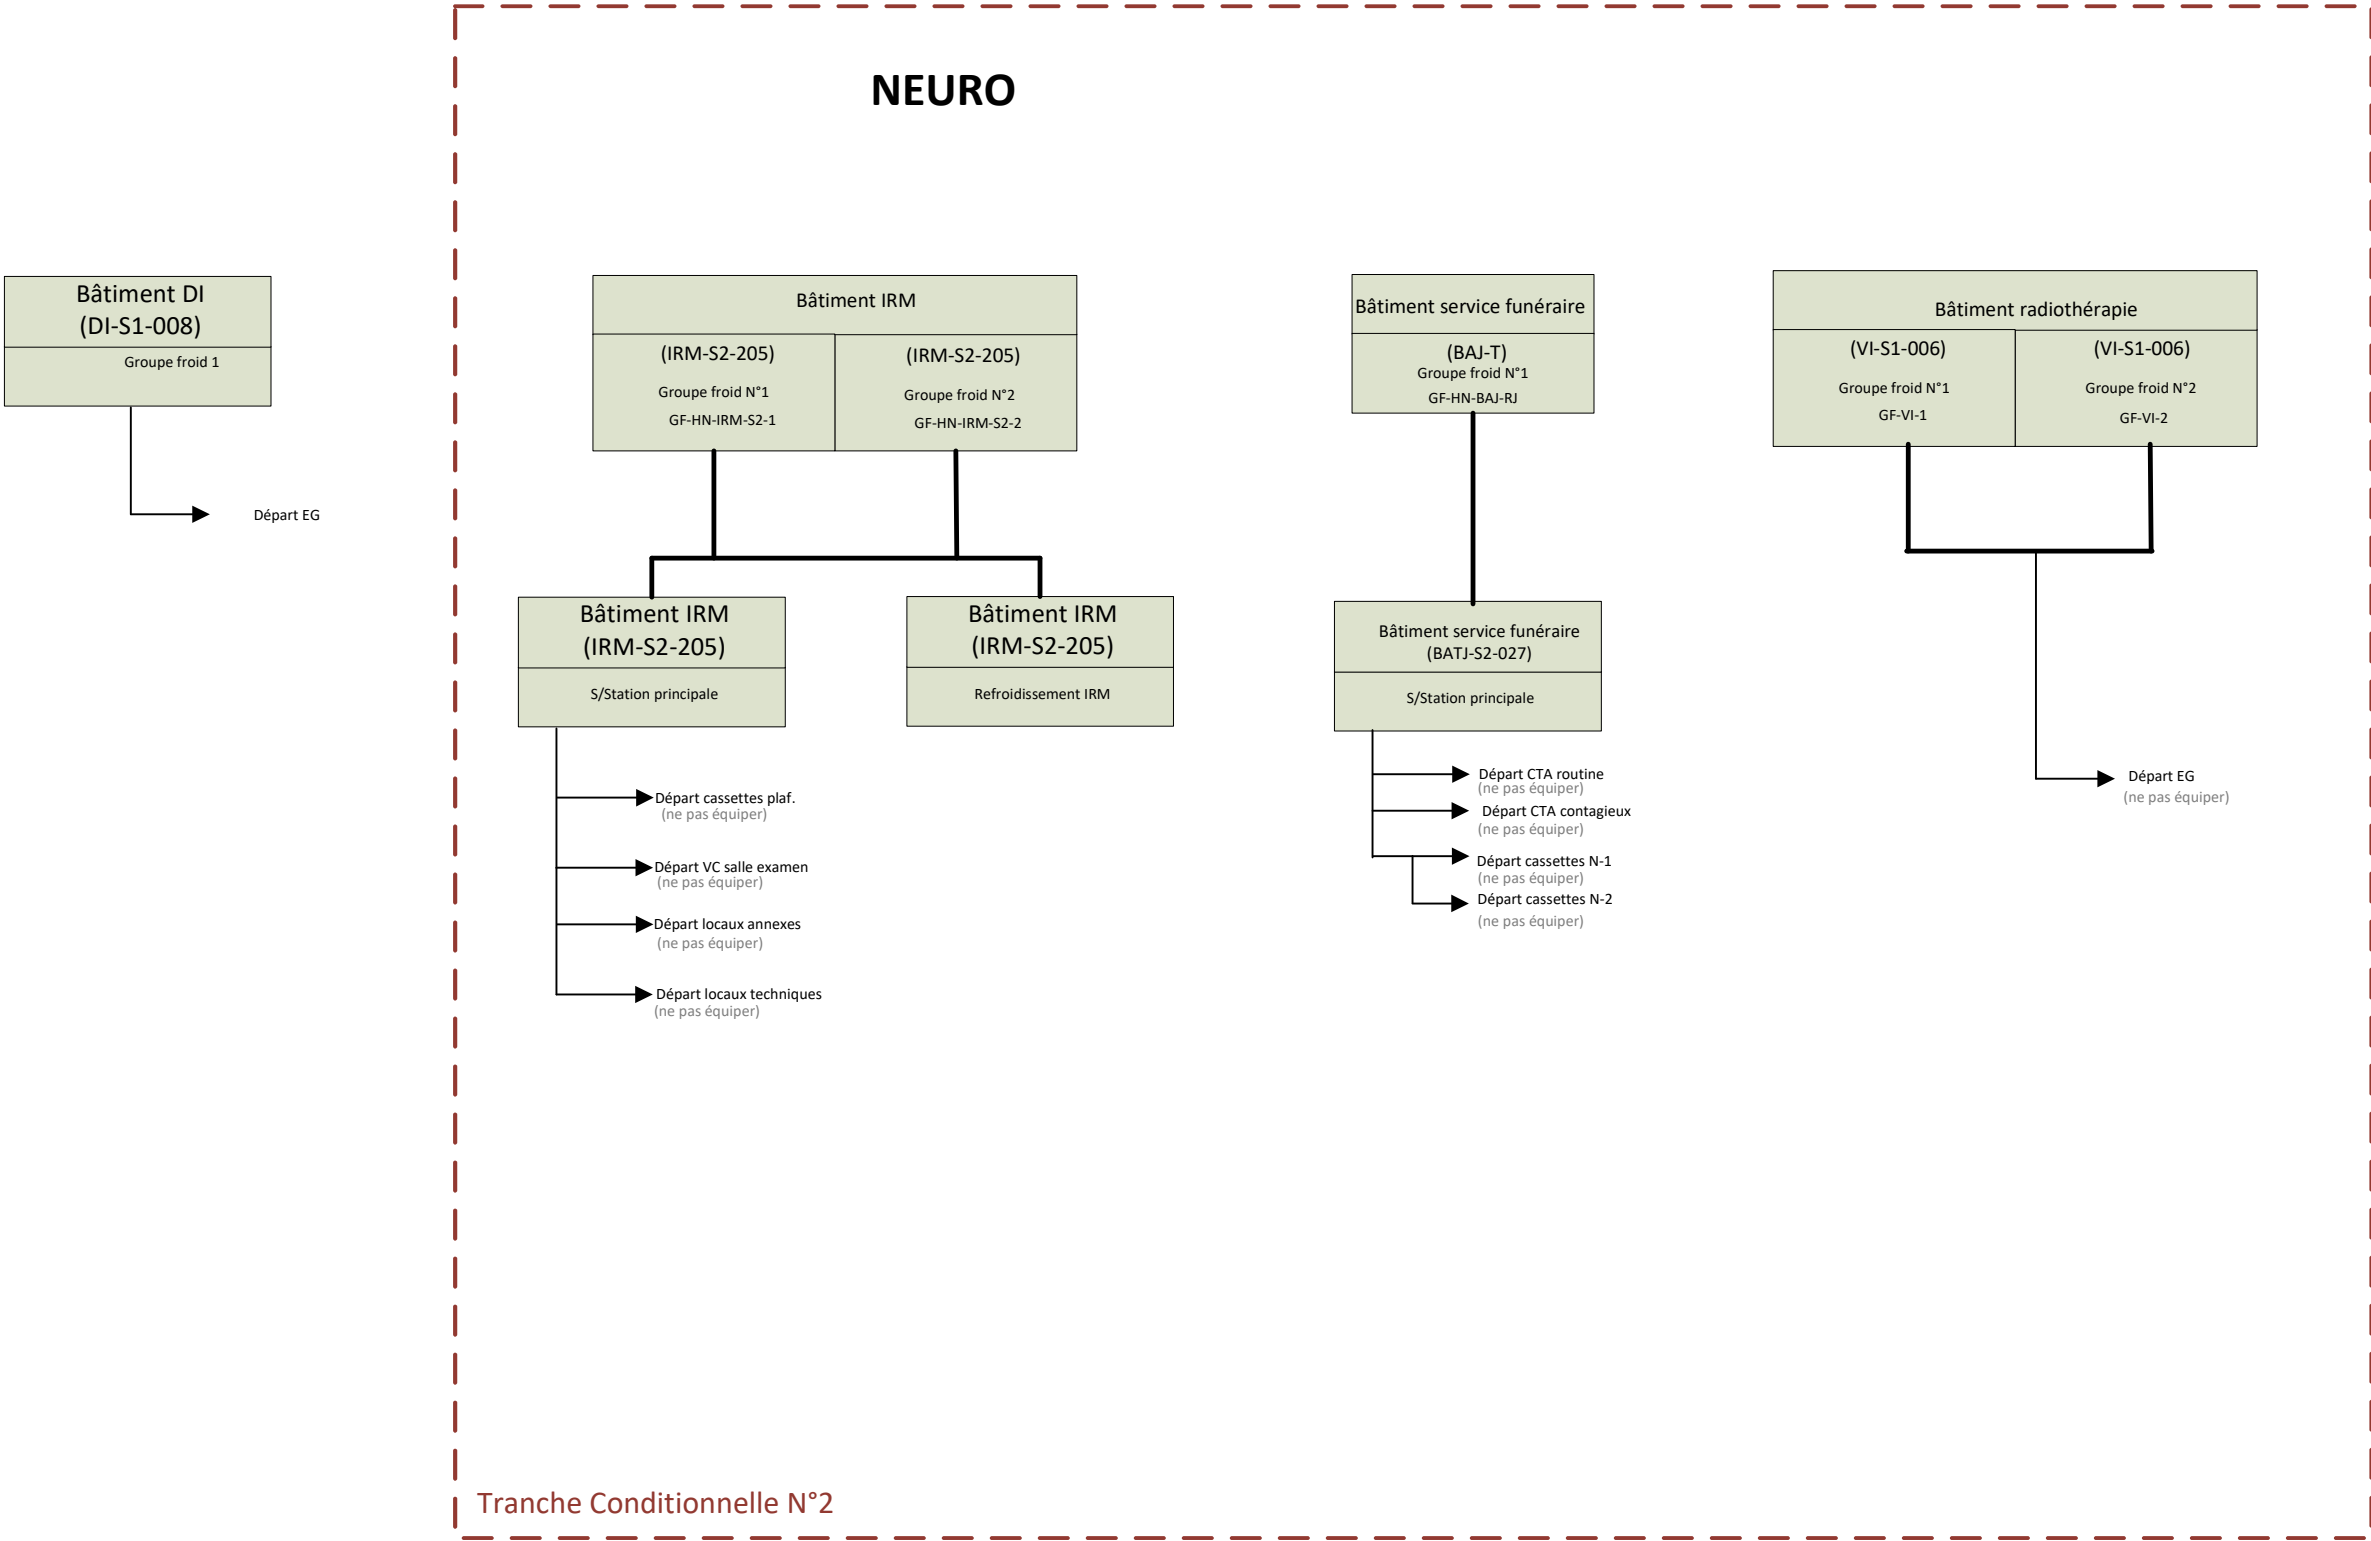 NEURO
Bâtiment DI
(DI-S1-008)
Groupe froid 1
Départ EG
Bâtiment IRM
(IRM-S2-205)
Groupe froid N°1
GF-HN-IRM-S2-1
(IRM-S2-205)
Groupe froid N°2
GF-HN-IRM-S2-2
Bâtiment IRM
(IRM-S2-205)
S/Station principale
Départ cassettes plaf.
(ne pas équiper)
Départ VC salle examen
(ne pas équiper)
Départ locaux annexes
(ne pas équiper)
Départ locaux techniques
(ne pas équiper)
Bâtiment IRM
(IRM-S2-205)
Refroidissement IRM
Bâtiment service funéraire
(BAJ-T)
Groupe froid N°1
GF-HN-BAJ-RJ
Bâtiment service funéraire
(BATJ-S2-027)
S/Station principale
Départ CTA routine
(ne pas équiper)
Départ CTA contagieux
(ne pas équiper)
Départ cassettes N-1
(ne pas équiper)
Départ cassettes N-2
(ne pas équiper)
Bâtiment radiothérapie
(VI-S1-006)
Groupe froid N°1
GF-VI-1
(VI-S1-006)
Groupe froid N°2
GF-VI-2
Départ EG
(ne pas équiper)
Tranche Conditionnelle N°2